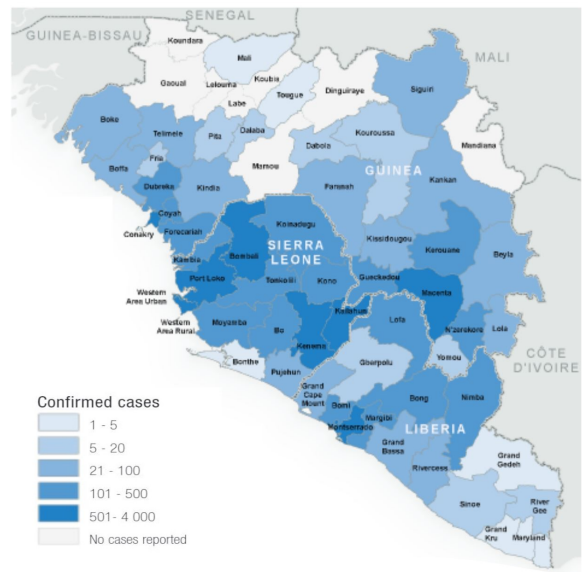 SENEGAL
GUINEA-BISSAU
MALI
Koundara
Mali
Koubia
Gaoual
Lelouma
Labe
Tougue
Dinguiraye
Siguiri
Boke
Telimele
Pita
Dalaba
Kouroussa
Mandiana
Fria
Mamou
Dabola
Boffa
Dubreka
Kindia
GUINEA
Faranah
Kankan
Coyah
Conakry
Forecariah
Koinadugu
Kissidougou
Kerouane
Beyla
Kambia
Bombali
SIERRA
LEONE
Port Loko
Tonkolili
Kono
Gueckedou
Macenta
Western
Area Urban
Kailahun
Lofa
N'zerekore
Lola
Western
Area Rural
Moyamba
Bo
Kenema
Yomou
CÔTE
D'IVOIRE
Bonthe
Pujehun
Gbarpolu
Grand
Cape
Mount
Bomi
Bong
Nimba
Margibi
Montserrado
LIBERIA
Grand
Bassa
Rivercess
Grand
Gedeh
Sinoe
River
Gee
Grand
Kru
Maryland
Confirmed cases
1 - 5
5 - 20
21 - 100
101 - 500
501- 4 000
No cases reported